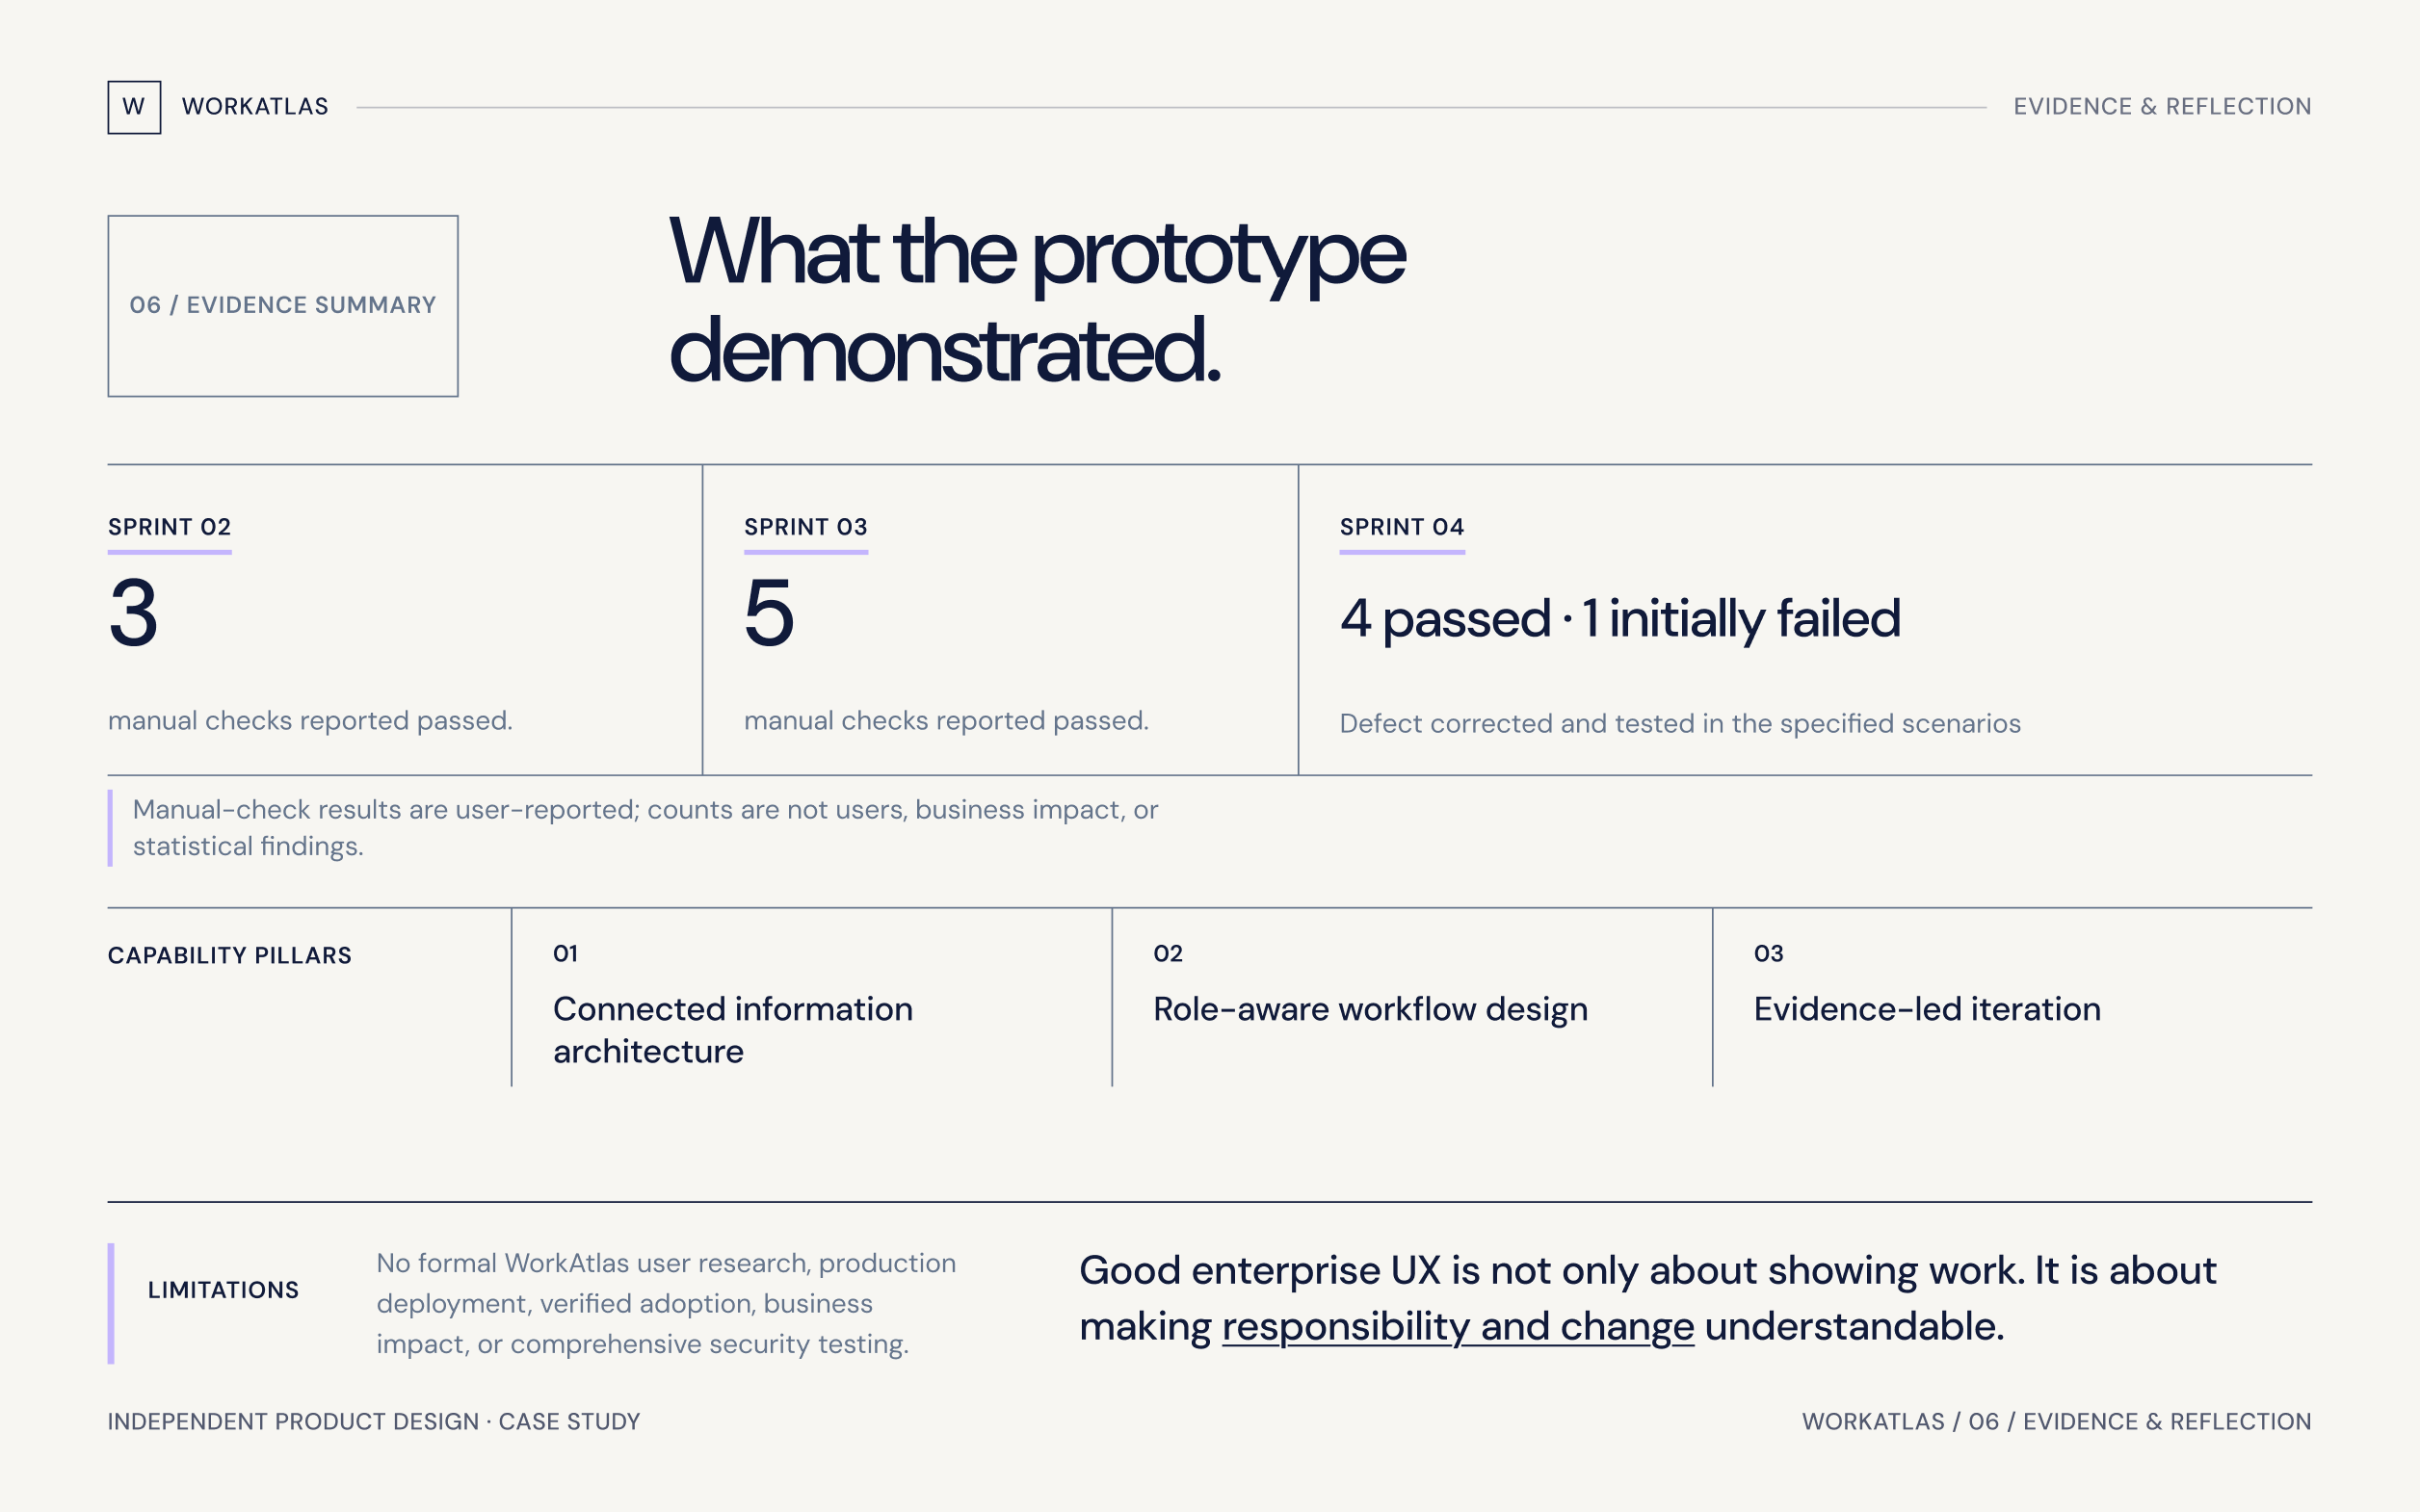 W WORKATLAS EVIDENCE & REFLECTION
06 / EVIDENCE SUMMARY
What the prototype
demonstrated.
SPRINT 02
3
manual checks reported passed.
SPRINT 03
5
manual checks reported passed.
SPRINT 04
4 passed · 1 initially failed
Defect corrected and tested in the specified scenarios
Manual-check results are user-reported; counts are not users, business impact, or
statistical findings.
CAPABILITY PILLARS
01
Connected information
architecture
02
Role-aware workflow design
03
Evidence-led iteration
LIMITATIONS
No formal WorkAtlas user research, production
deployment, verified adoption, business
impact, or comprehensive security testing.
Good enterprise UX is not only about showing work. It is about
making responsibility and change understandable.
INDEPENDENT PRODUCT DESIGN · CASE STUDY
WORKATLAS / 06 / EVIDENCE & REFLECTION